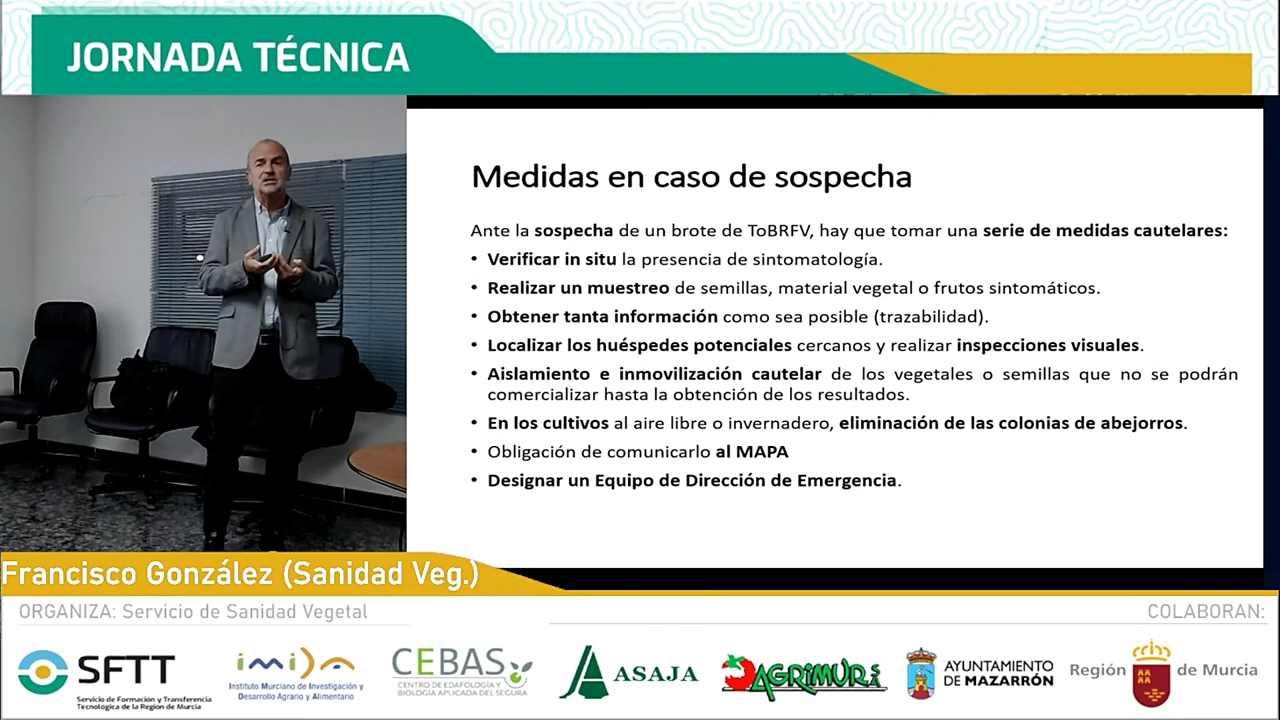 JORNADA TÉCNICA
Medidas en caso de sospecha
Ante la sospecha de un brote de ToBRFV, hay que tomar una serie de medidas cautelares:
• Verificar in situ la presencia de sintomatología.
• Realizar un muestreo de semillas, material vegetal o frutos sintomáticos.
• Obtener tanta información como sea posible (trazabilidad).
• Localizar los huéspedes potenciales cercanos y realizar inspecciones visuales.
• Aislamiento e inmovilización cautelar de los vegetales o semillas que no se podrán
comercializar hasta la obtención de los resultados.
• En los cultivos al aire libre o invernadero, eliminación de las colonias de abejorros.
• Obligación de comunicarlo al MAPA
• Designar un Equipo de Dirección de Emergencia.
Francisco González (Sanidad Veg.)
ORGANIZA: Servicio de Sanidad Vegetal
COLABORAN:
SFTT
Servicio de Formación y Transferencia
Tecnológica de la Región de Murcia
imida
Instituto Murciano de Investigación y
Desarrollo Agrario y Alimentario
CEBAS
CENTRO DE EDAFOLOGÍA Y
BIOLOGÍA APLICADA DEL SEGURA
ASAJA
AGRIMUR
AYUNTAMIENTO
DE MAZARRÓN
Región de Murcia